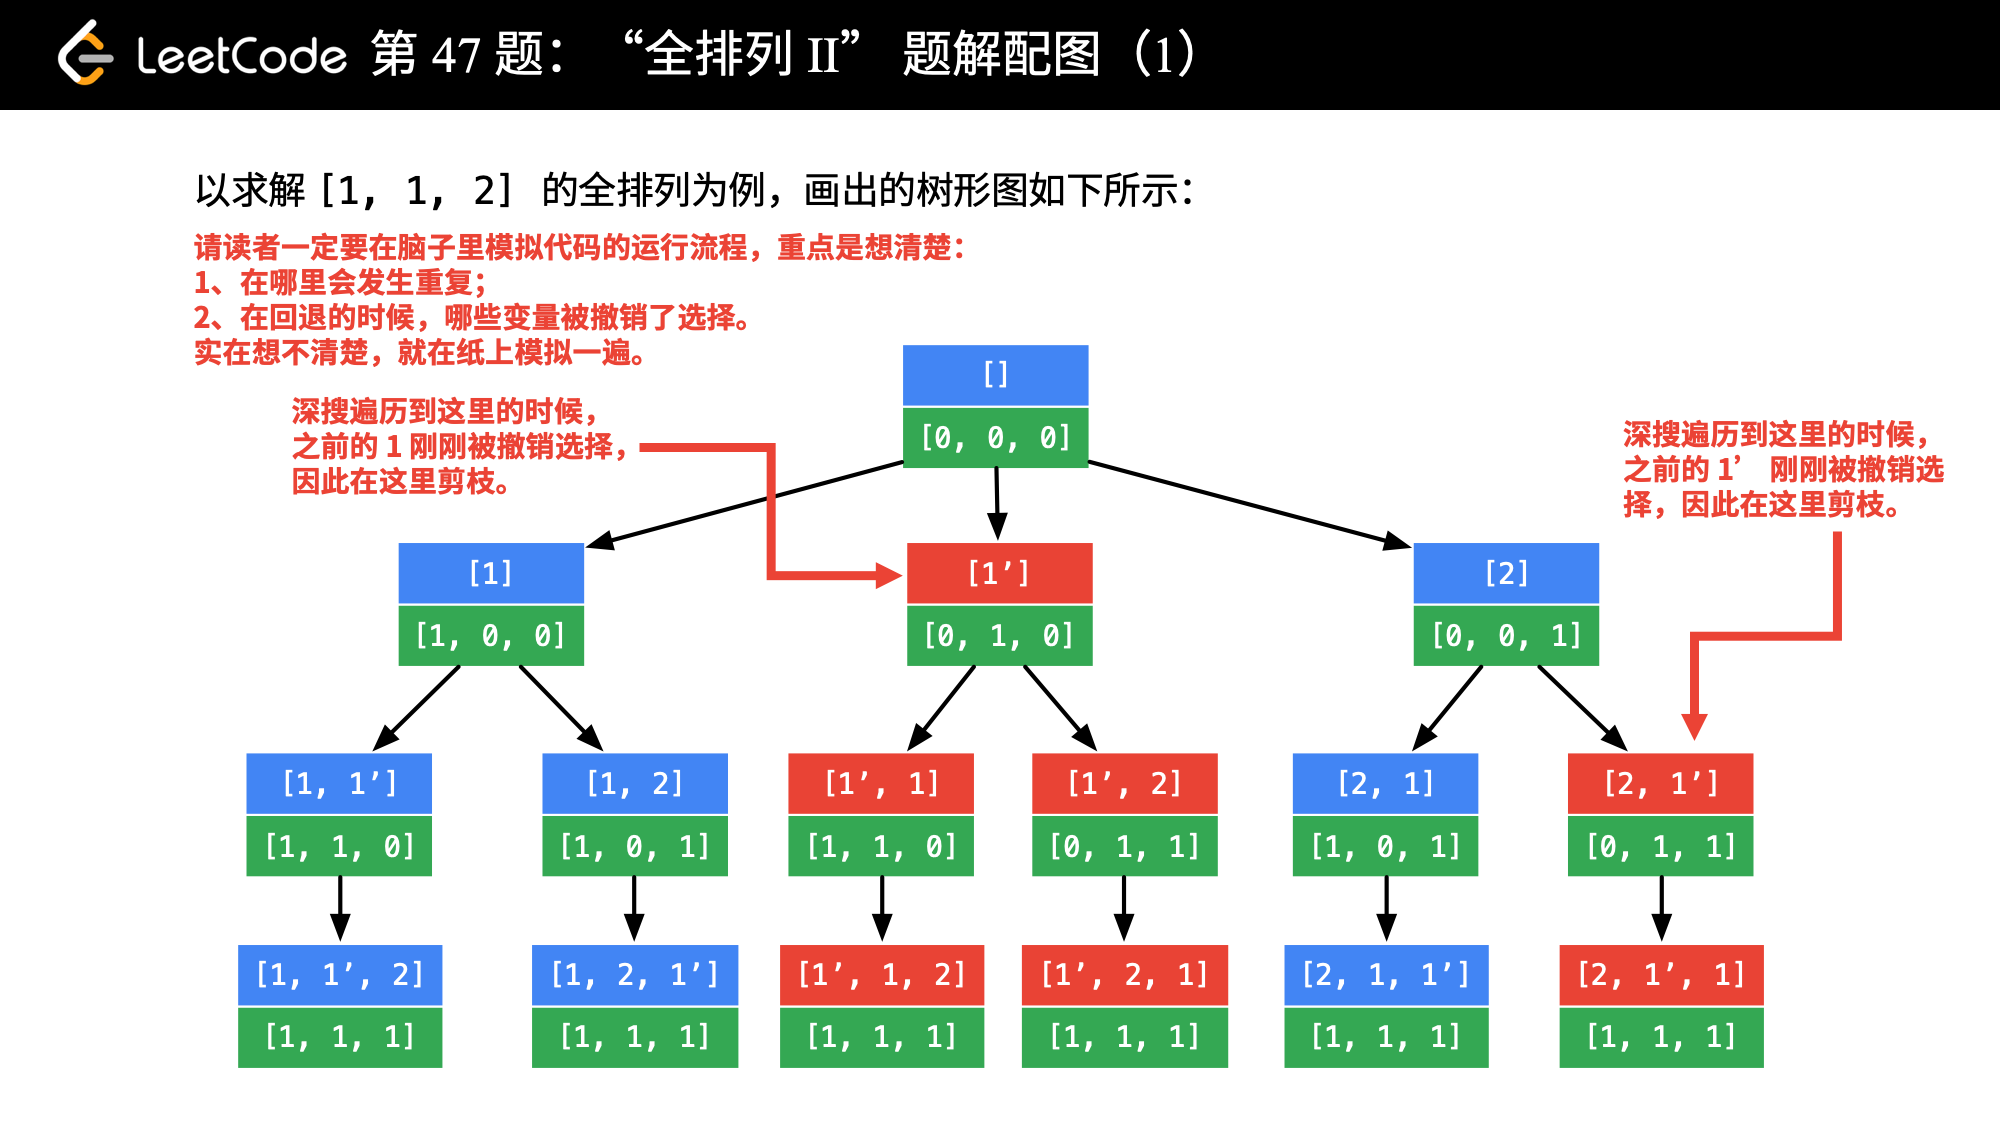 LeetCode 第 47 题：“全排列 II” 题解配图（1）
以求解 [1, 1, 2] 的全排列为例，画出的树形图如下所示：
请读者一定要在脑子里模拟代码的运行流程，重点是想清楚：
1、在哪里会发生重复；
2、在回退的时候，哪些变量被撤销了选择。
实在想不清楚，就在纸上模拟一遍。
深搜遍历到这里的时候，
之前的 1 刚刚被撤销选择，
因此在这里剪枝。
深搜遍历到这里的时候，
之前的 1’ 刚刚被撤销选
择，因此在这里剪枝。
[]
[0, 0, 0]
[1]
[1, 0, 0]
[1’]
[0, 1, 0]
[2]
[0, 0, 1]
[1, 1’]
[1, 1, 0]
[1, 2]
[1, 0, 1]
[1’, 1]
[1, 1, 0]
[1’, 2]
[0, 1, 1]
[2, 1]
[1, 0, 1]
[2, 1’]
[0, 1, 1]
[1, 1’, 2]
[1, 1, 1]
[1, 2, 1’]
[1, 1, 1]
[1’, 1, 2]
[1, 1, 1]
[1’, 2, 1]
[1, 1, 1]
[2, 1, 1’]
[1, 1, 1]
[2, 1’, 1]
[1, 1, 1]